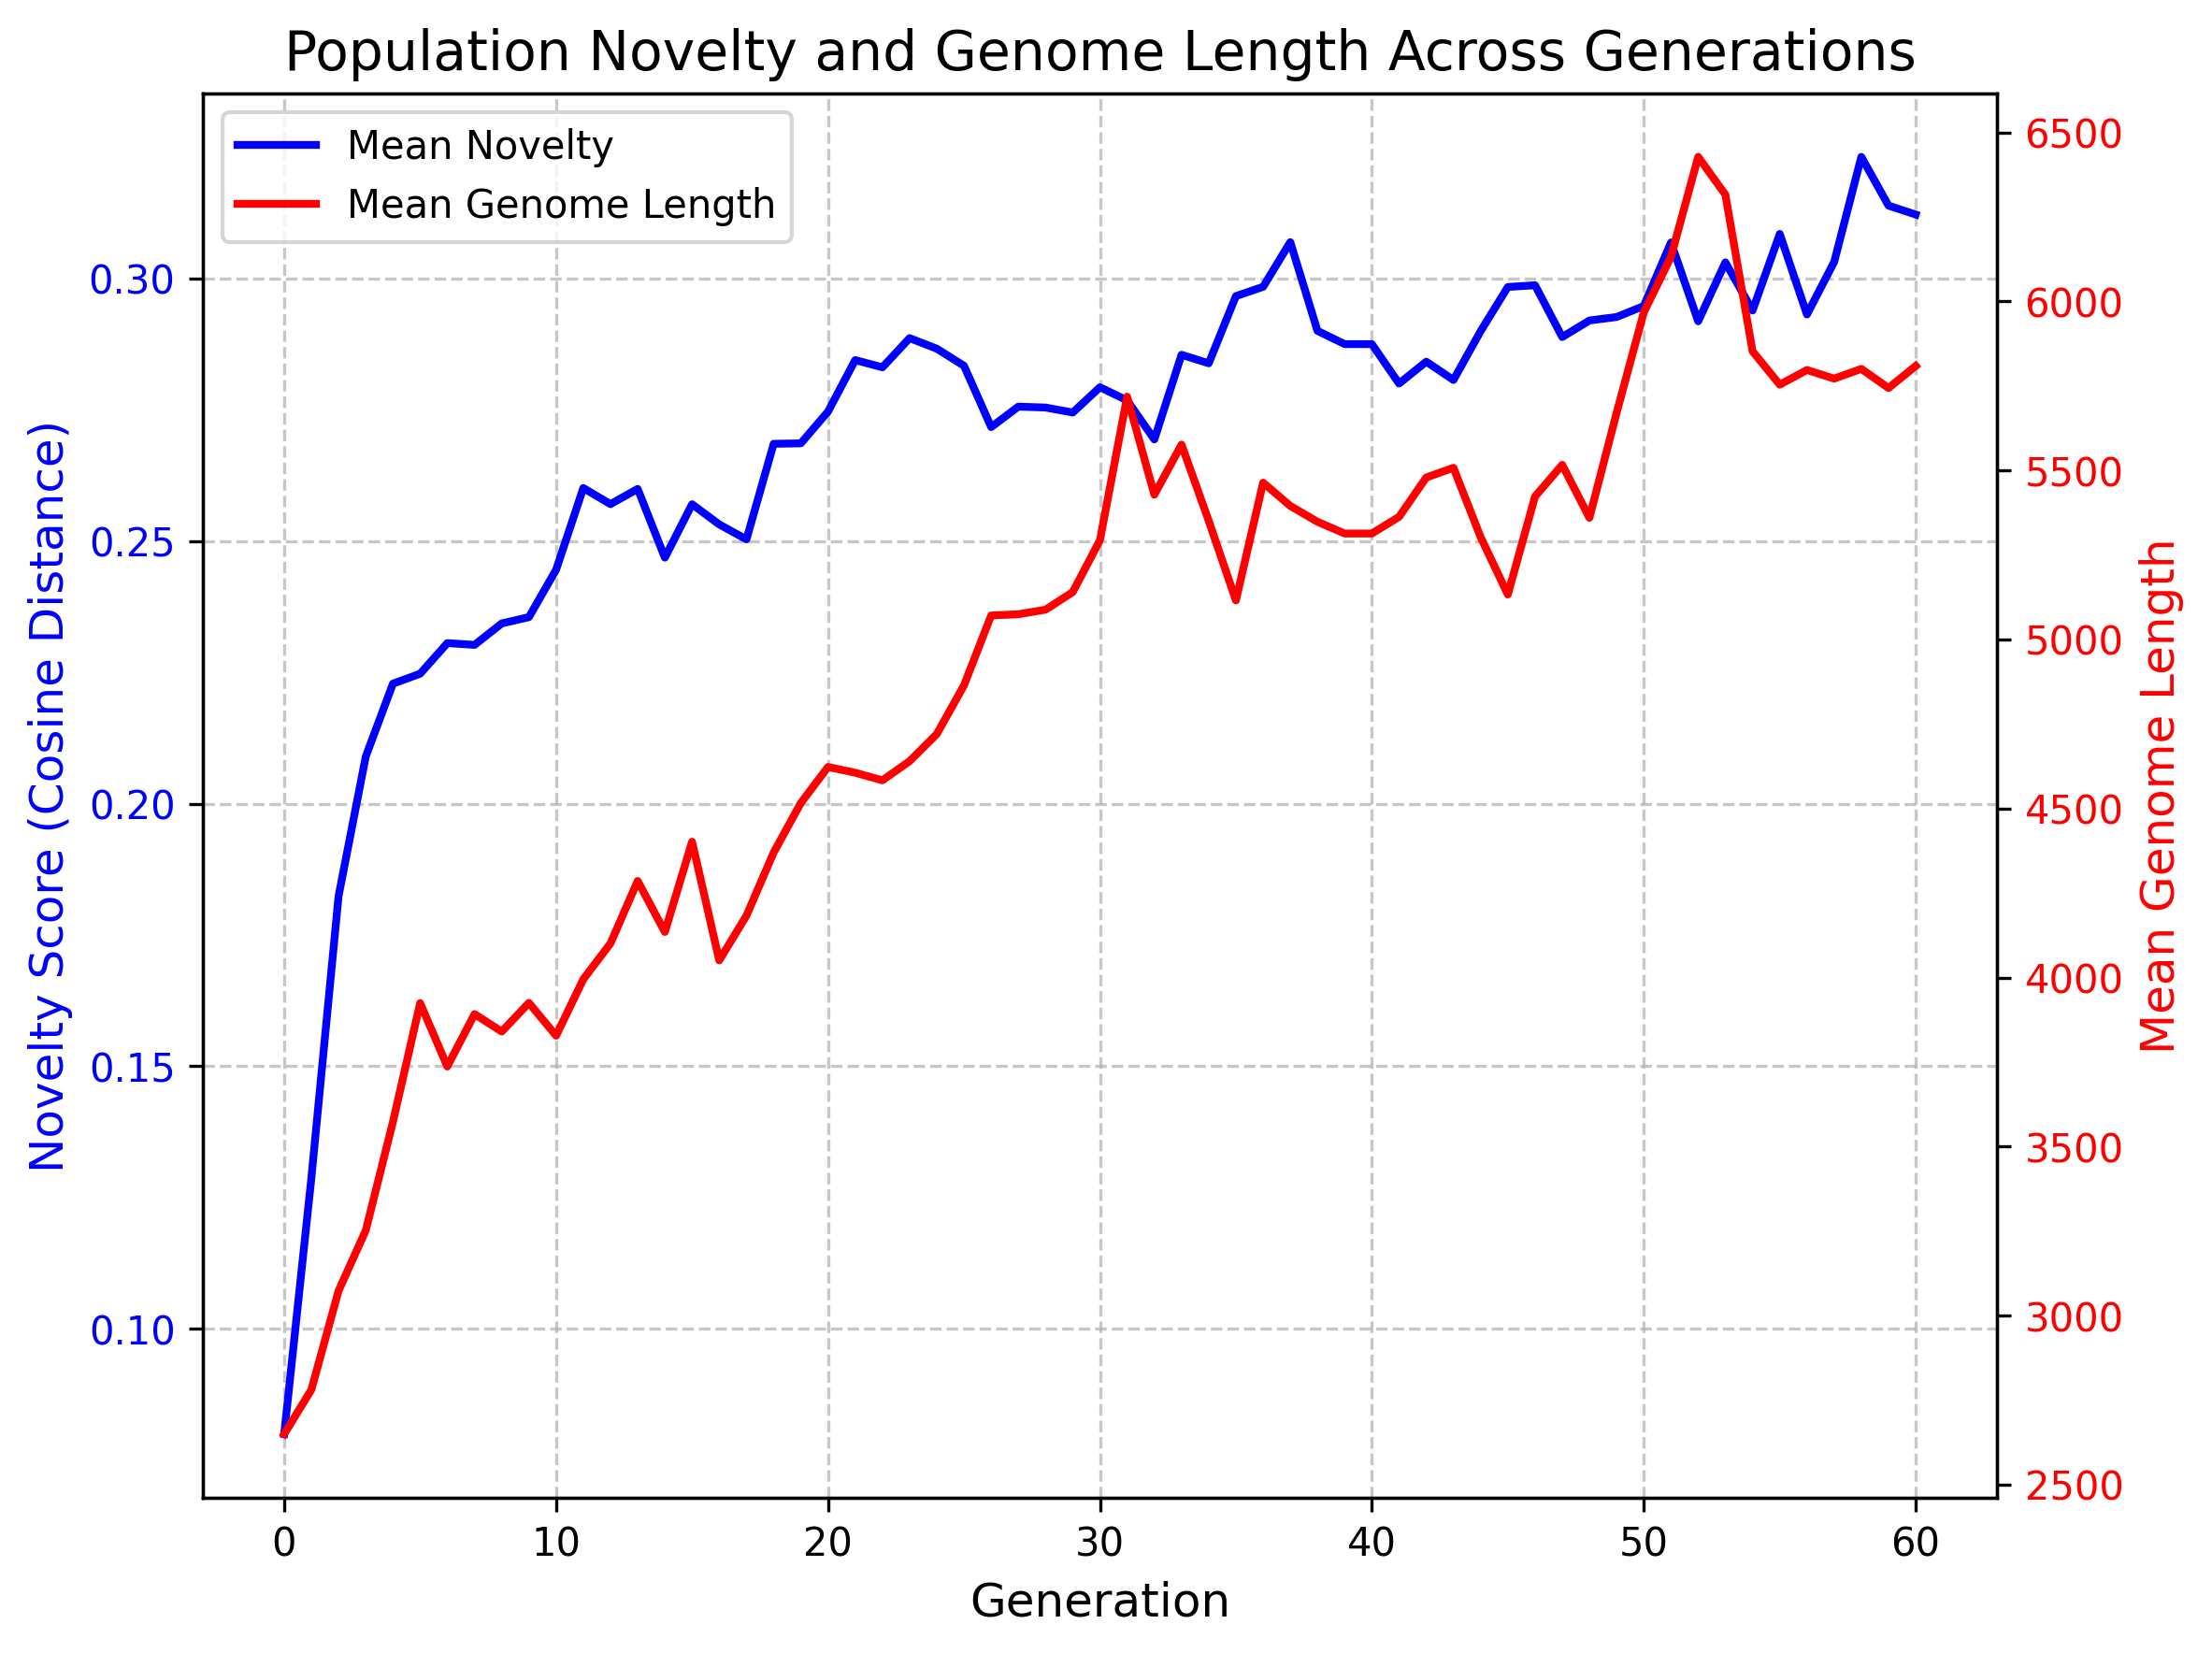 Population Novelty and Genome Length Across Generations
Mean Novelty
Mean Genome Length
Novelty Score (Cosine Distance)
0.30
0.25
0.20
0.15
0.10
6500
6000
5500
5000
4500
4000
3500
3000
2500
Mean Genome Length
0 10 20 30 40 50 60
Generation